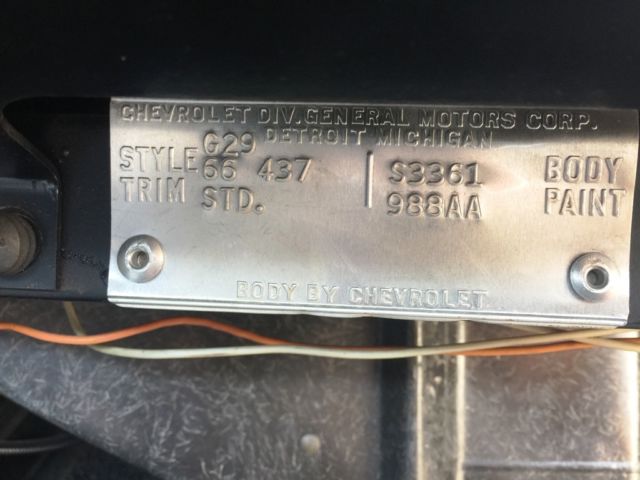 CHEVROLET DIV. GENERAL MOTORS CORP.
DETROIT MICHIGAN
G29
STYLE 66 437 S3361 BODY
TRIM STD. 988AA PAINT
BODY BY CHEVROLET